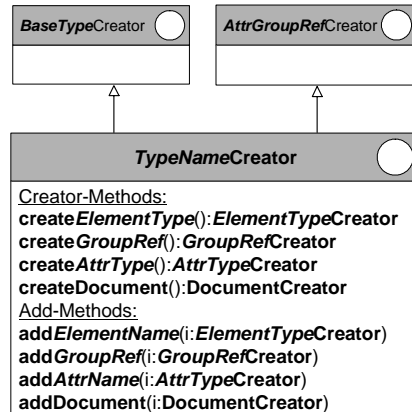 BaseTypeCreator
AttrGroupRefCreator
TypeNameCreator
Creator-Methods:
createElementType():ElementTypeCreator
createGroupRef():GroupRefCreator
createAttrType():AttrTypeCreator
createDocument():DocumentCreator
Add-Methods:
addElementName(i:ElementTypeCreator)
addGroupRef(i:GroupRefCreator)
addAttrName(i:AttrTypeCreator)
addDocument(i:DocumentCreator)